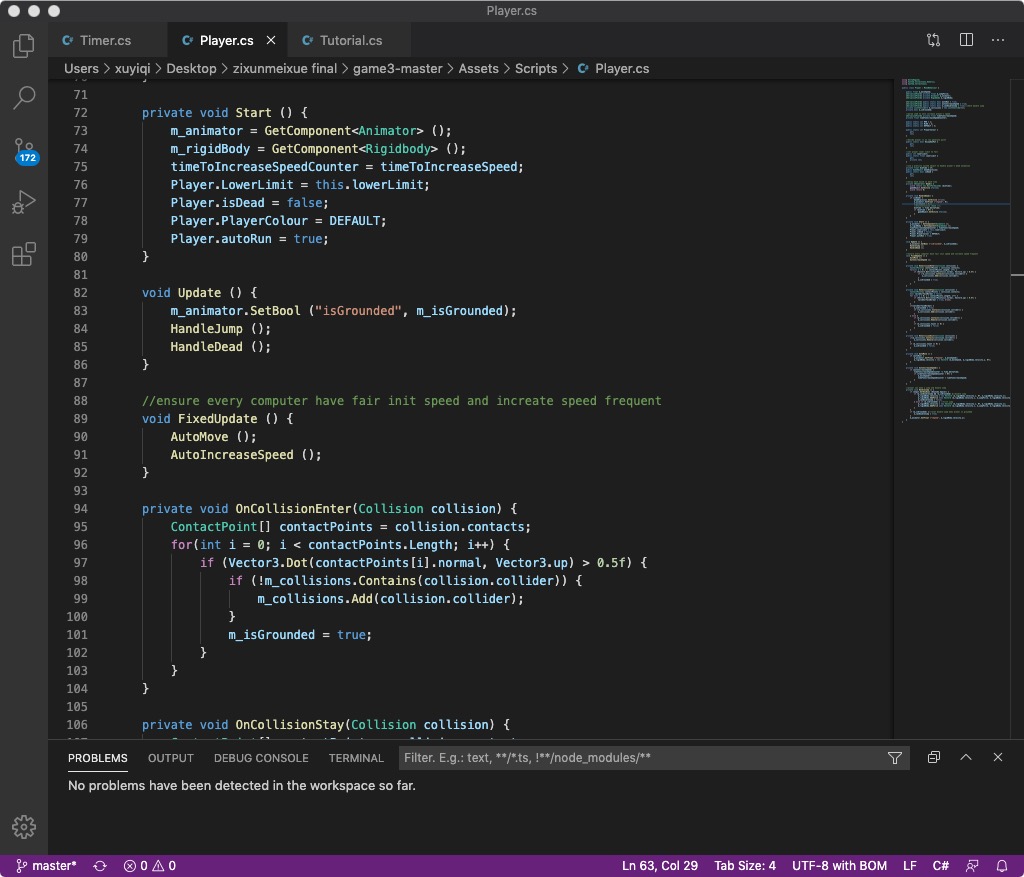 Player.cs
Timer.cs
Player.cs
Tutorial.cs
Users > xuyiqi > Desktop > zixunmeixue final > game3-master > Assets > Scripts > Player.cs
71
72 private void Start () {
73 m_animator = GetComponent<Animator> ();
74 m_rigidBody = GetComponent<Rigidbody> ();
75 timeToIncreaseSpeedCounter = timeToIncreaseSpeed;
76 Player.LowerLimit = this.lowerLimit;
77 Player.isDead = false;
78 Player.PlayerColour = DEFAULT;
79 Player.autoRun = true;
80 }
81
82 void Update () {
83 m_animator.SetBool ("isGrounded", m_isGrounded);
84 HandleJump ();
85 HandleDead ();
86 }
87
88 //ensure every computer have fair init speed and increate speed frequent
89 void FixedUpdate () {
90 AutoMove ();
91 AutoIncreaseSpeed ();
92 }
93
94 private void OnCollisionEnter(Collision collision) {
95 ContactPoint[] contactPoints = collision.contacts;
96 for(int i = 0; i < contactPoints.Length; i++) {
97 if (Vector3.Dot(contactPoints[i].normal, Vector3.up) > 0.5f) {
98 if (!m_collisions.Contains(collision.collider)) {
99 m_collisions.Add(collision.collider);
100 }
101 m_isGrounded = true;
102 }
103 }
104 }
105
106 private void OnCollisionStay(Collision collision) {
172
PROBLEMS OUTPUT DEBUG CONSOLE TERMINAL Filter. E.g.: text, **/*.ts, !**/node_modules/**
No problems have been detected in the workspace so far.
master* 0 0 Ln 63, Col 29 Tab Size: 4 UTF-8 with BOM LF C#